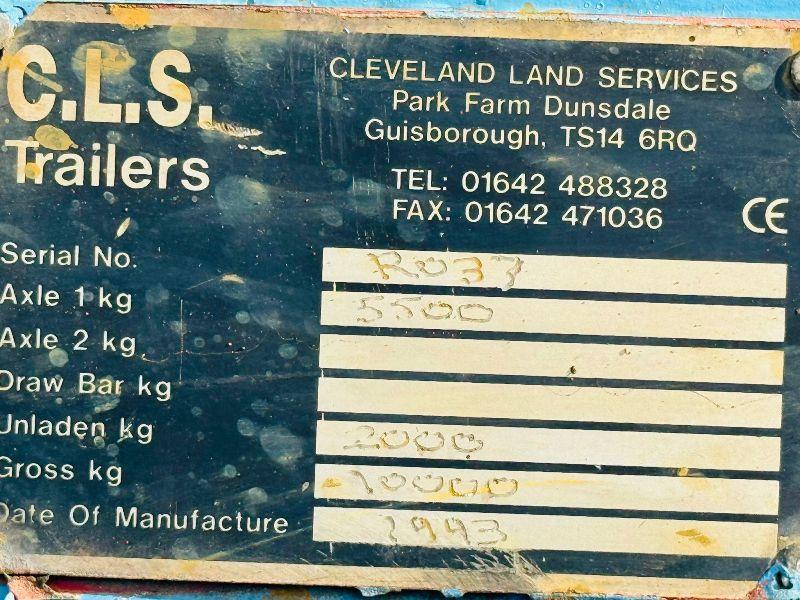 C.L.S.
Trailers
CLEVELAND LAND SERVICES
Park Farm Dunsdale
Guisborough, TS14 6RQ
TEL: 01642 488328
FAX: 01642 471036
CE
Serial No. R037
Axle 1 kg 5500
Axle 2 kg
Draw Bar kg
Unladen kg 2000
Gross kg 10000
Date Of Manufacture 1993